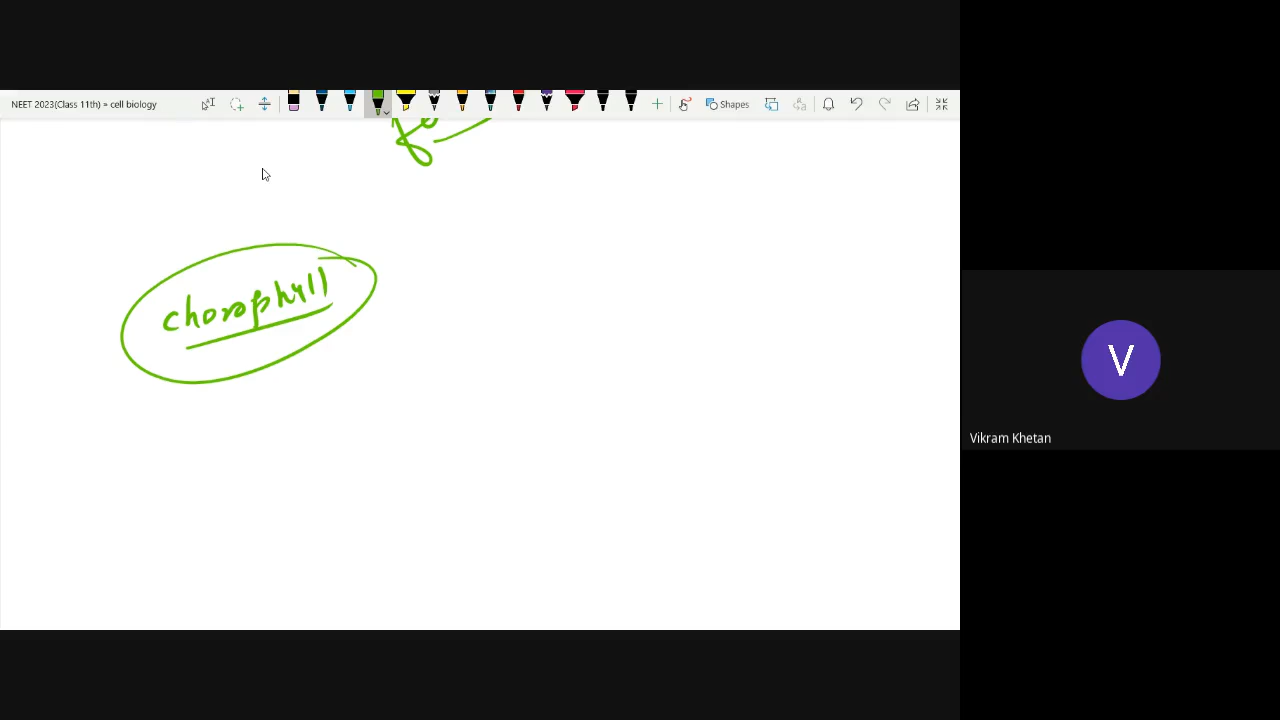 NEET 2023(Class 11th) » cell biology
Shapes
chorophyll
V
Vikram Khetan